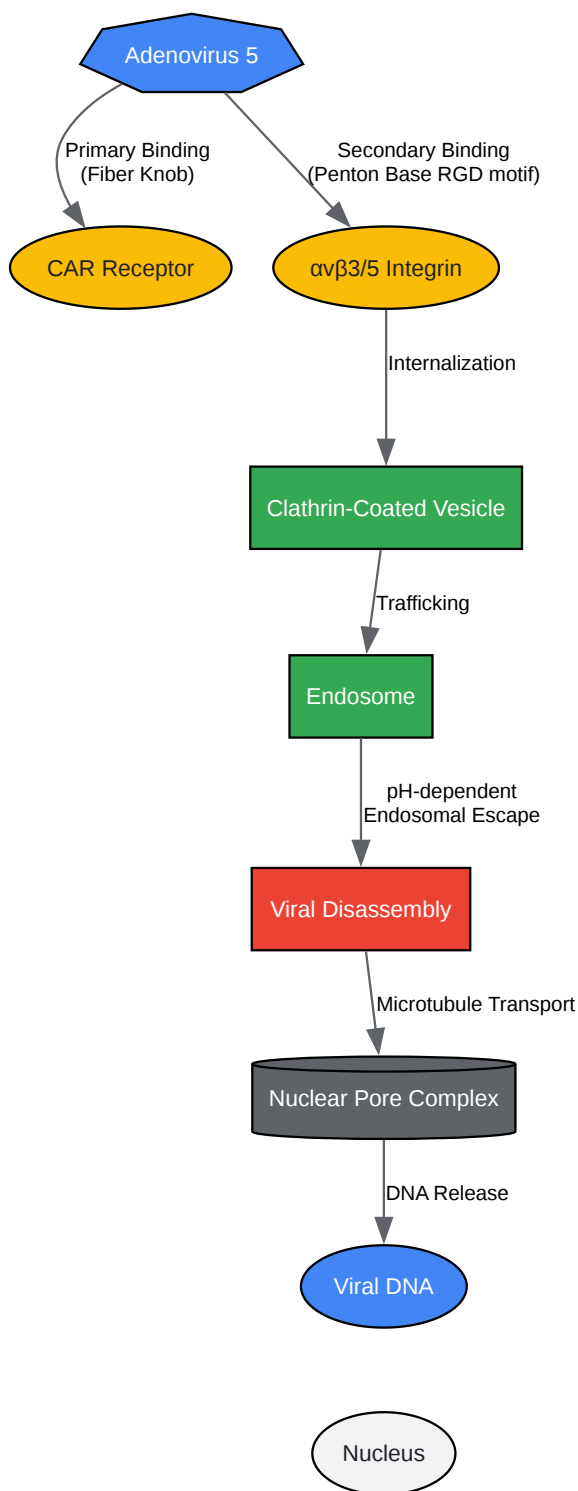 Adenovirus 5
Primary Binding
(Fiber Knob)
Secondary Binding
(Penton Base RGD motif)
CAR Receptor
αvβ3/5 Integrin
Internalization
Clathrin-Coated Vesicle
Trafficking
Endosome
pH-dependent
Endosomal Escape
Viral Disassembly
Microtubule Transport
Nuclear Pore Complex
DNA Release
Viral DNA
Nucleus